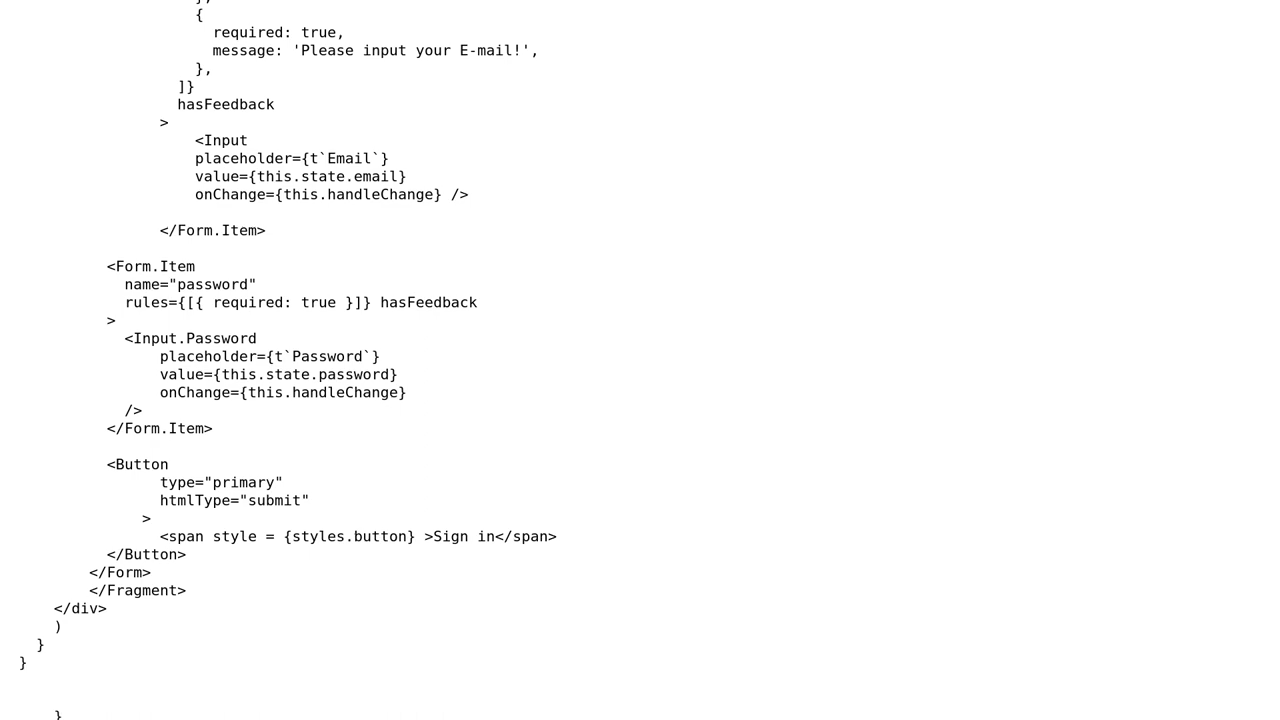 },
{
required: true,
message: 'Please input your E-mail!',
},
]}
hasFeedback
>
<Input
placeholder={t`Email`}
value={this.state.email}
onChange={this.handleChange} />
</Form.Item>
<Form.Item
name="password"
rules={[{ required: true }]} hasFeedback
>
<Input.Password
placeholder={t`Password`}
value={this.state.password}
onChange={this.handleChange}
/>
</Form.Item>
<Button
type="primary"
htmlType="submit"
>
<span style = {styles.button} >Sign in</span>
</Button>
</Form>
</Fragment>
</div>
)
}
}
}